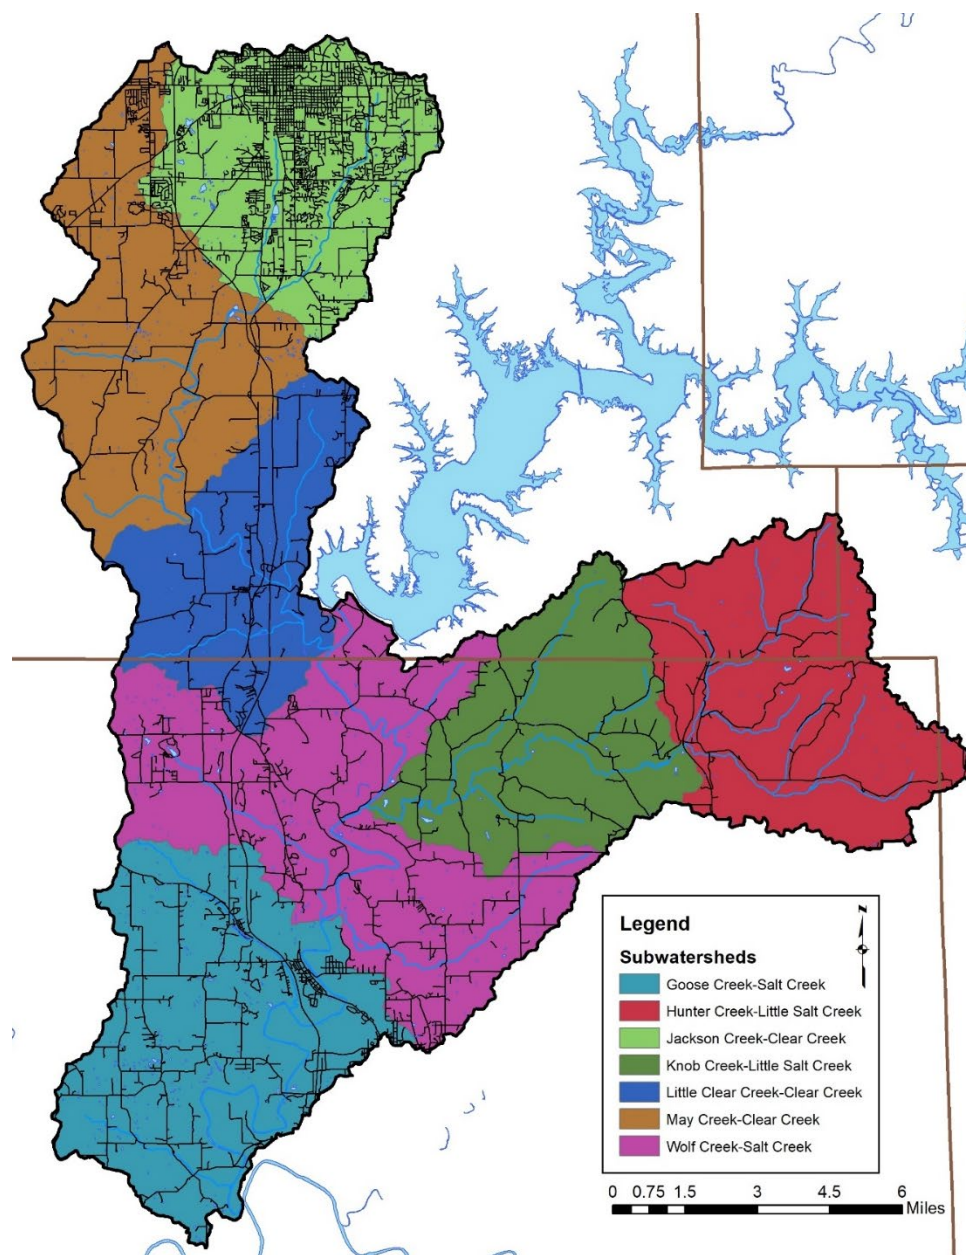 Legend
N
Subwatersheds
Goose Creek-Salt Creek
Hunter Creek-Little Salt Creek
Jackson Creek-Clear Creek
Knob Creek-Little Salt Creek
Little Clear Creek-Clear Creek
May Creek-Clear Creek
Wolf Creek-Salt Creek
0 0.75 1.5 3 4.5 6
Miles